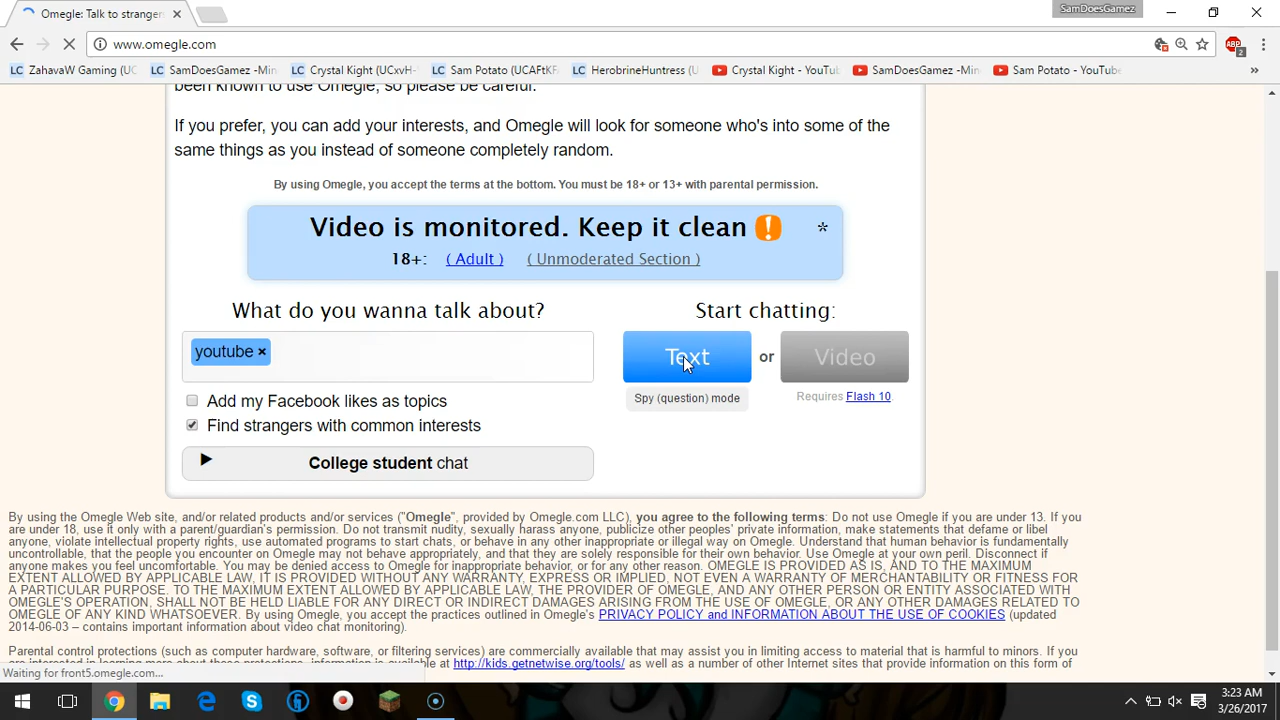 Omegle: Talk to stranger
SamDoesGamez
www.omegle.com
ABP
2
LC ZahavaW Gaming (UC LC SamDoesGamez -Min LC Crystal Kight (UCxvH- LC Sam Potato (UCAFtKF LC HerobrineHuntress (U Crystal Kight - YouTu SamDoesGamez -Min Sam Potato - YouTube »
been known to use Omegle, so please be careful.
If you prefer, you can add your interests, and Omegle will look for someone who's into some of the
same things as you instead of someone completely random.
By using Omegle, you accept the terms at the bottom. You must be 18+ or 13+ with parental permission.
Video is monitored. Keep it clean ! *
18+: ( Adult ) ( Unmoderated Section )
What do you wanna talk about? Start chatting:
youtube × Text or Video
Spy (question) mode Requires Flash 10.
Add my Facebook likes as topics
Find strangers with common interests
College student chat
By using the Omegle Web site, and/or related products and/or services ("Omegle", provided by Omegle.com LLC), you agree to the following terms: Do not use Omegle if you are under 13. If you
are under 18, use it only with a parent/guardian's permission. Do not transmit nudity, sexually harass anyone, publicize other peoples' private information, make statements that defame or libel
anyone, violate intellectual property rights, use automated programs to start chats, or behave in any other inappropriate or illegal way on Omegle. Understand that human behavior is fundamentally
uncontrollable, that the people you encounter on Omegle may not behave appropriately, and that they are solely responsible for their own behavior. Use Omegle at your own peril. Disconnect if
anyone makes you feel uncomfortable. You may be denied access to Omegle for inappropriate behavior, or for any other reason. OMEGLE IS PROVIDED AS IS, AND TO THE MAXIMUM
EXTENT ALLOWED BY APPLICABLE LAW, IT IS PROVIDED WITHOUT ANY WARRANTY, EXPRESS OR IMPLIED, NOT EVEN A WARRANTY OF MERCHANTABILITY OR FITNESS FOR
A PARTICULAR PURPOSE. TO THE MAXIMUM EXTENT ALLOWED BY APPLICABLE LAW, THE PROVIDER OF OMEGLE, AND ANY OTHER PERSON OR ENTITY ASSOCIATED WITH
OMEGLE'S OPERATION, SHALL NOT BE HELD LIABLE FOR ANY DIRECT OR INDIRECT DAMAGES ARISING FROM THE USE OF OMEGLE, OR ANY OTHER DAMAGES RELATED TO
OMEGLE OF ANY KIND WHATSOEVER. By using Omegle, you accept the practices outlined in Omegle's PRIVACY POLICY and INFORMATION ABOUT THE USE OF COOKIES (updated
2014-06-03 – contains important information about video chat monitoring).
Parental control protections (such as computer hardware, software, or filtering services) are commercially available that may assist you in limiting access to material that is harmful to minors. If you
are interested in learning more about these protections, information is available at http://kids.getnetwise.org/tools/ as well as a number of other Internet sites that provide information on this form of
Waiting for front5.omegle.com...
3:23 AM
3/26/2017